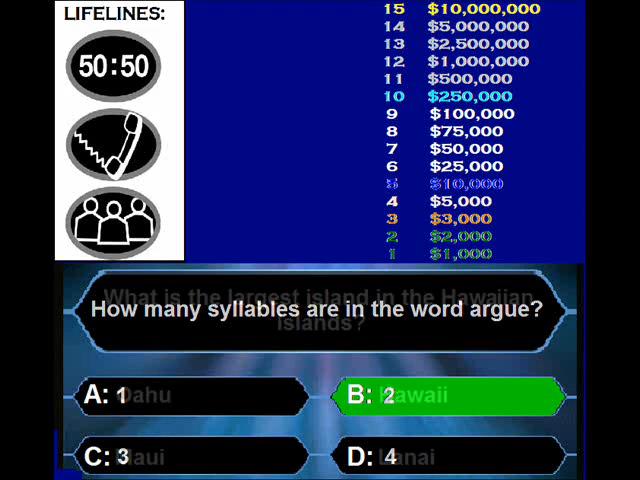 LIFELINES:
50:50
15 $10,000,000
14 $5,000,000
13 $2,500,000
12 $1,000,000
11 $500,000
10 $250,000
9 $100,000
8 $75,000
7 $50,000
6 $25,000
5 $10,000
4 $5,000
3 $3,000
2 $2,000
1 $1,000
What is the largest island in the Hawaiian
islands?
How many syllables are in the word argue?
A: 1 Oahu
B: 2 Hawaii
C: 3 Maui
D: 4 Lanai